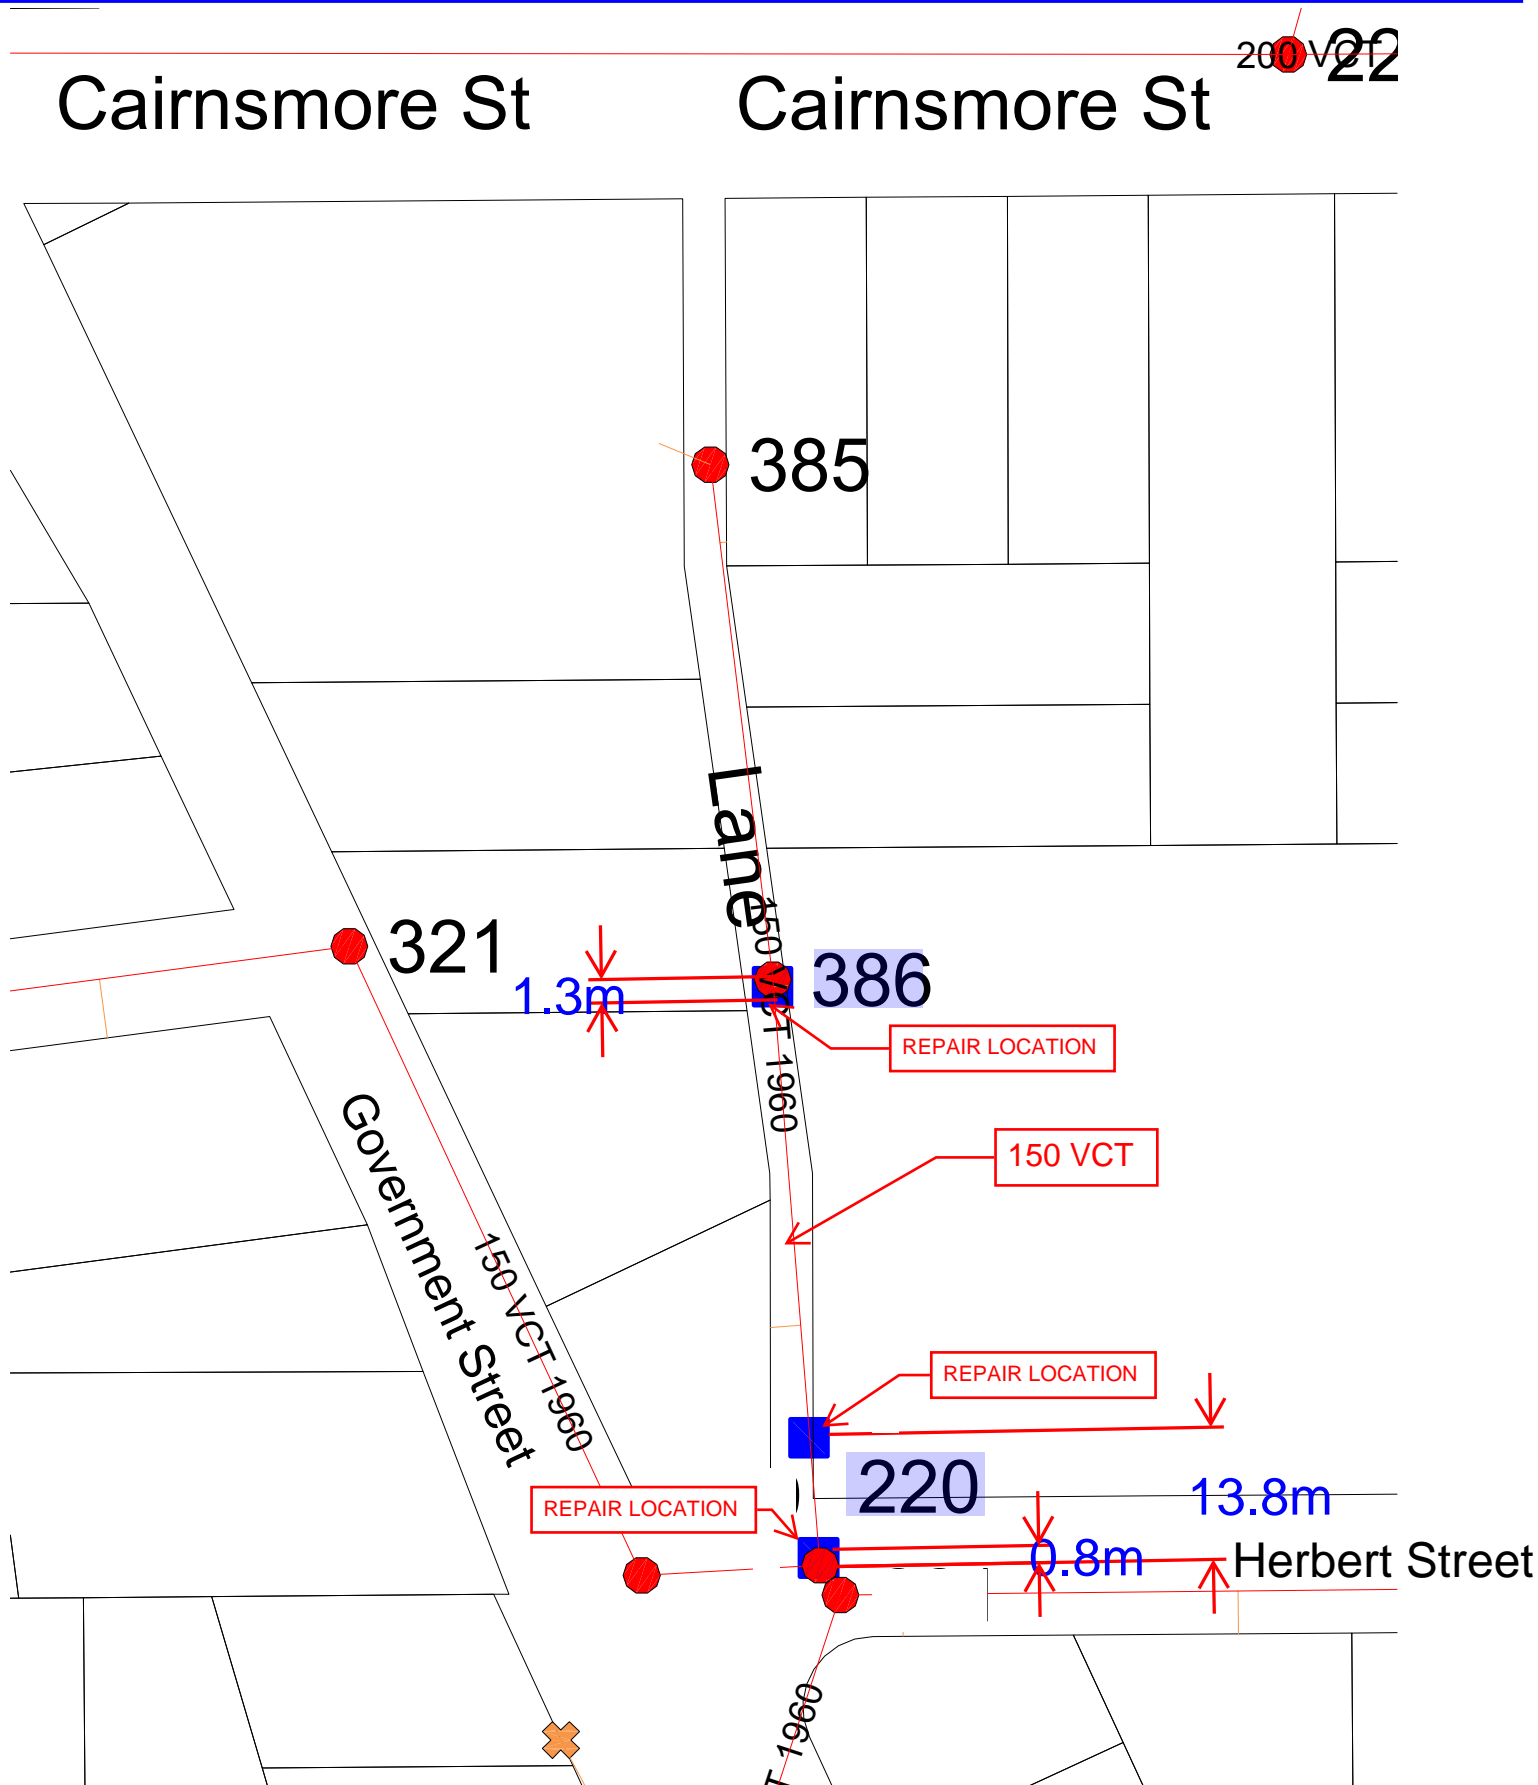 200 VCT
22
Cairnsmore St
Cairnsmore St
385
Lane
321
150 VCT 1960
386
1.3m
REPAIR LOCATION
Government Street
150 VCT
150 VCT 1960
REPAIR LOCATION
220
13.8m
REPAIR LOCATION
0.8m
Herbert Street
T 1960